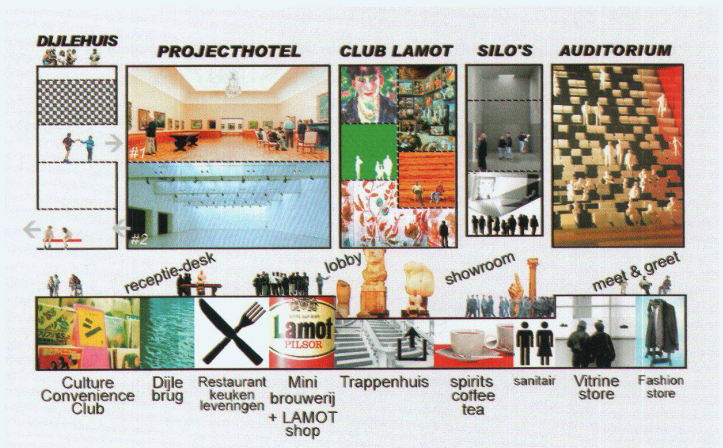 DIJLEHUIS
PROJECTHOTEL
CLUB LAMOT
SILO'S
AUDITORIUM
#1
#2
receptie-desk
lobby
showroom
meet & greet
Lamot
PILSOR
Culture
Convenience
Club
Dijle
brug
Restaurant
keuken
leveringen
Mini
brouwerij
+ LAMOT
shop
Trappenhuis
spirits
coffee
tea
sanitair
Vitrine
store
Fashion
store